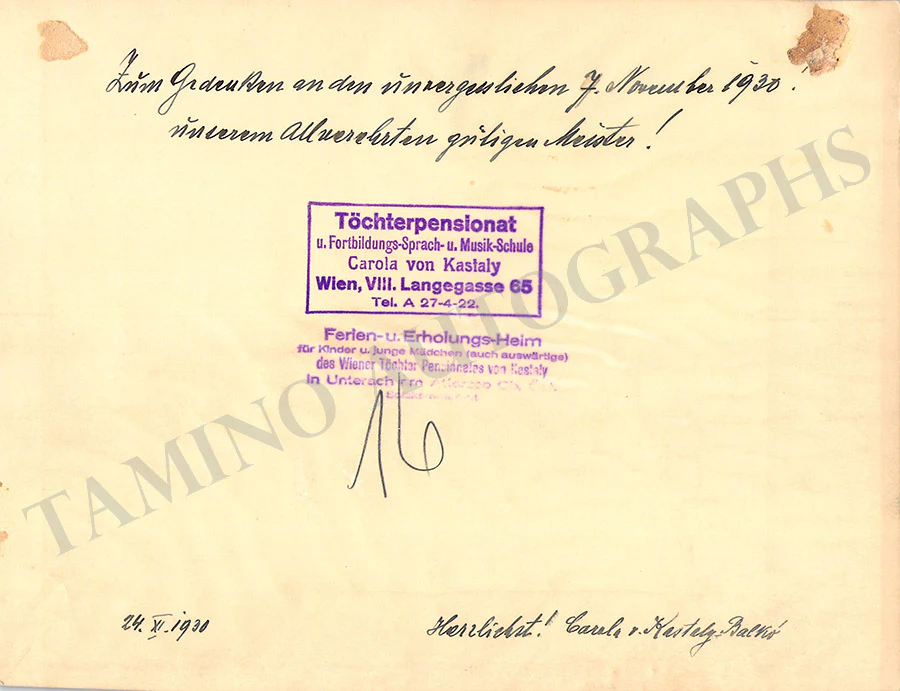 Zum Gedenken an den unvergesslichen 7. November 1930!
unserem Allverehrten gütigen Meister!
Töchterpensionat
u. Fortbildungs-Sprach- u. Musik-Schule
Carola von Kastaly
Wien, VIII. Langegasse 65
Tel. A 27-4-22.
Ferien- u. Erholungs-Heim
für Kinder u. junge Mädchen (auch auswärtige)
des Wiener Töchter Pensionates von Kastaly
in Unterach am Attersee
16
TAMINO AUTOGRAPHS
24. XI. 1930
Herzlichst! Carola v. Kastaly-Balkó